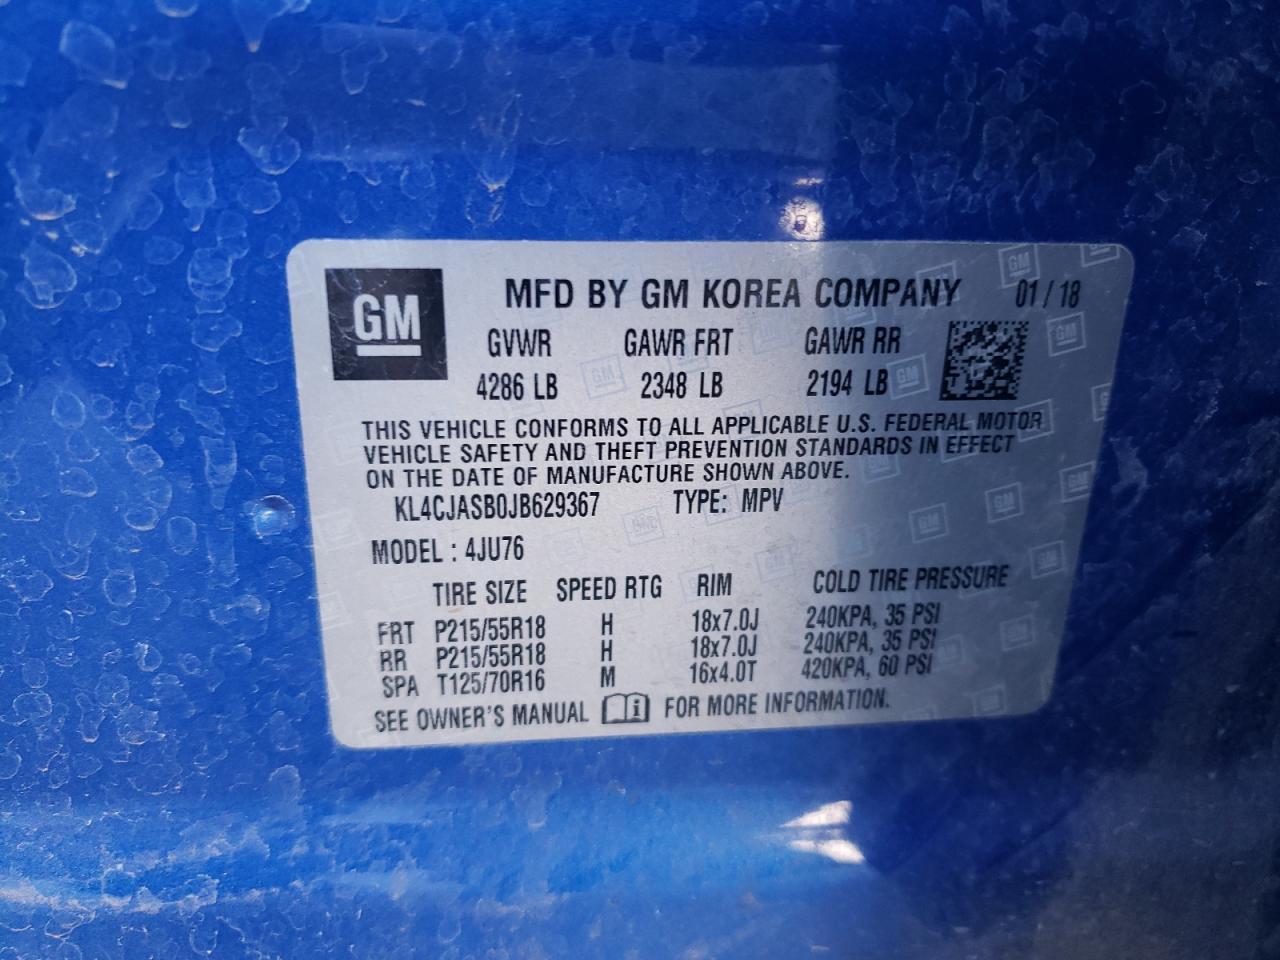 GM
MFD BY GM KOREA COMPANY 01 / 18
GVWR GAWR FRT GAWR RR
4286 LB 2348 LB 2194 LB
THIS VEHICLE CONFORMS TO ALL APPLICABLE U.S. FEDERAL MOTOR
VEHICLE SAFETY AND THEFT PREVENTION STANDARDS IN EFFECT
ON THE DATE OF MANUFACTURE SHOWN ABOVE.
KL4CJASB0JB629367 TYPE: MPV
MODEL : 4JU76
TIRE SIZE SPEED RTG RIM COLD TIRE PRESSURE
FRT P215/55R18 H 18x7.0J 240KPA, 35 PSI
RR P215/55R18 H 18x7.0J 240KPA, 35 PSI
SPA T125/70R16 M 16x4.0T 420KPA, 60 PSI
SEE OWNER'S MANUAL FOR MORE INFORMATION.